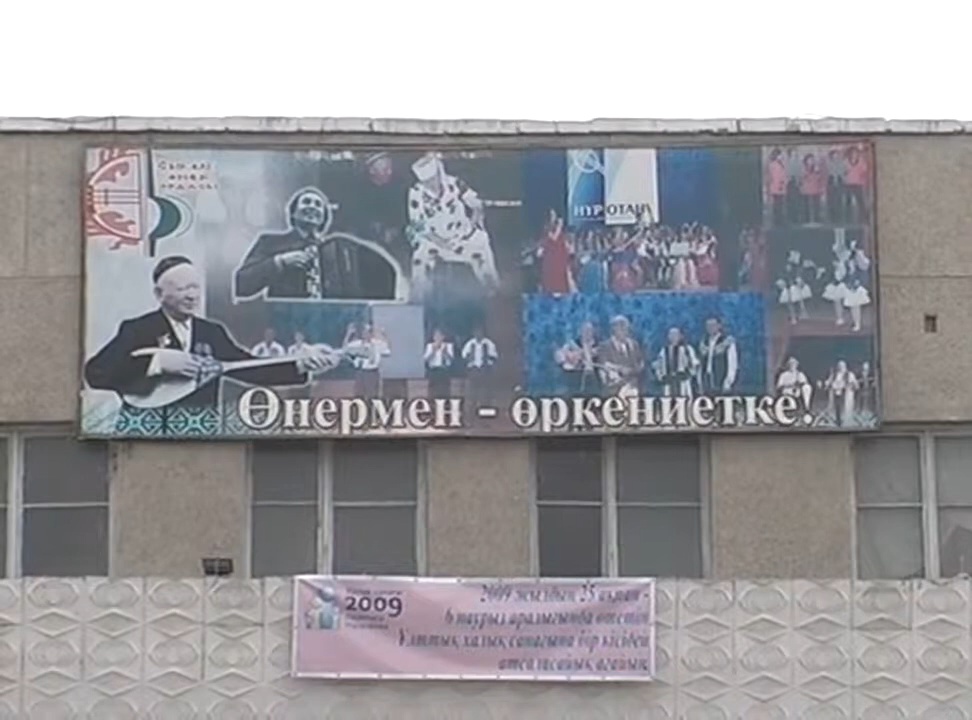 НҰР ОТАН
Өнермен - өркениетке!
2009
2009 жылдың 25 ақпан -
6 наурыз аралығында өтетін
Ұлттық халық санағына бір кісідей
атсалысайық ағайын